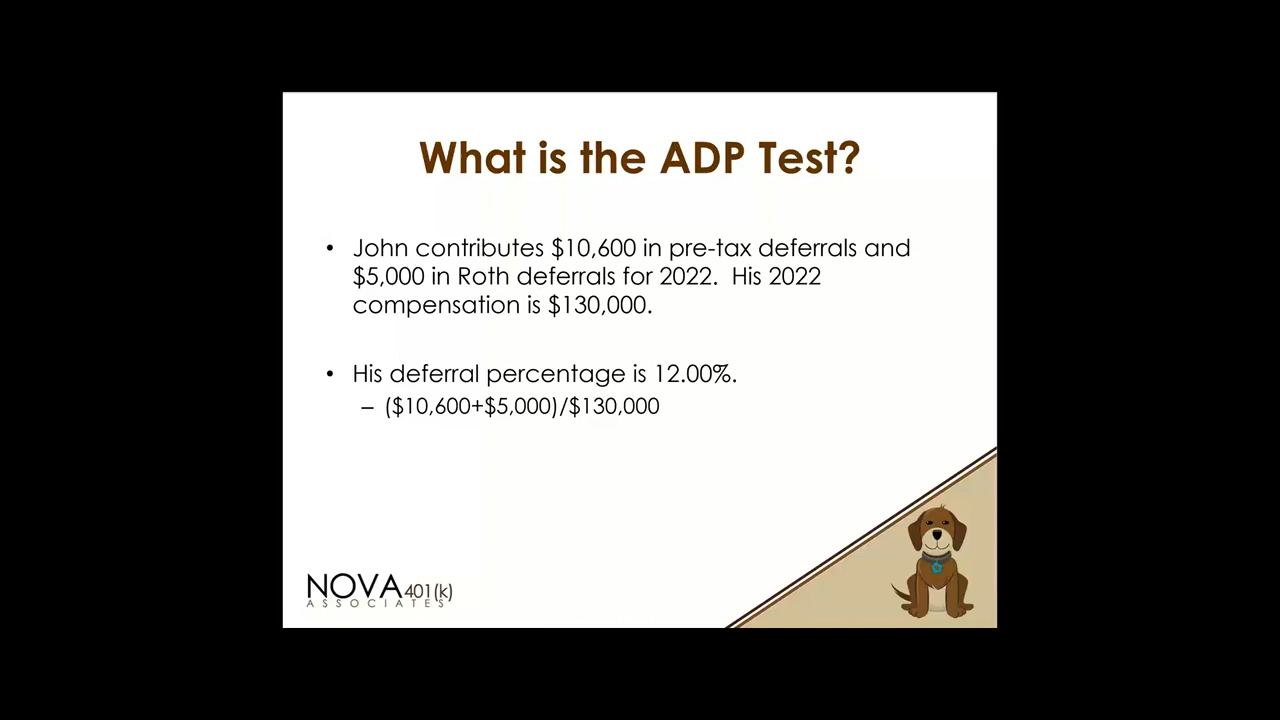 What is the ADP Test?
• John contributes $10,600 in pre-tax deferrals and
$5,000 in Roth deferrals for 2022.  His 2022
compensation is $130,000.
• His deferral percentage is 12.00%.
– ($10,600+$5,000)/$130,000
NOVA 401(k)
ASSOCIATES